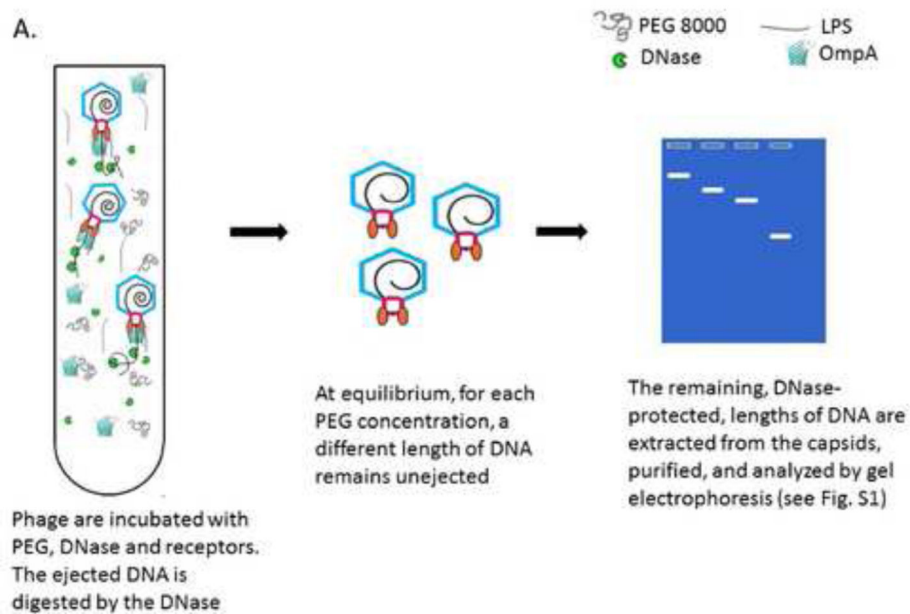 A.
PEG 8000
LPS
DNase
OmpA
At equilibrium, for each
PEG concentration, a
different length of DNA
remains unejected
The remaining, DNase-
protected, lengths of DNA are
extracted from the capsids,
purified, and analyzed by gel
electrophoresis (see Fig. S1)
Phage are incubated with
PEG, DNase and receptors.
The ejected DNA is
digested by the DNase